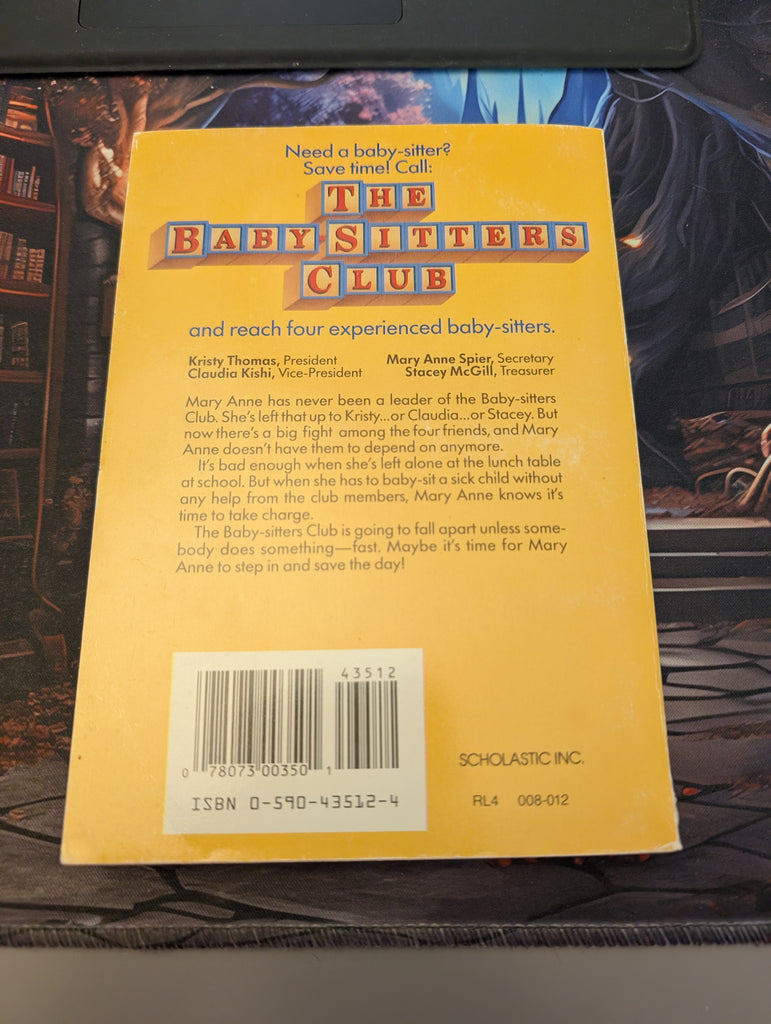 Need a baby-sitter?
Save time! Call:
THE
BABY-SITTERS
CLUB
and reach four experienced baby-sitters.
Kristy Thomas, President Mary Anne Spier, Secretary
Claudia Kishi, Vice-President Stacey McGill, Treasurer
Mary Anne has never been a leader of the Baby-sitters
Club. She's left that up to Kristy...or Claudia...or Stacey. But
now there's a big fight among the four friends, and Mary
Anne doesn't have them to depend on anymore.
It's bad enough when she's left alone at the lunch table
at school. But when she has to baby-sit a sick child without
any help from the club members, Mary Anne knows it's
time to take charge.
The Baby-sitters Club is going to fall apart unless some-
body does something—fast. Maybe it's time for Mary
Anne to step in and save the day!
43512
0 78073 00350 1
ISBN 0-590-43512-4
SCHOLASTIC INC.
RL4 008-012